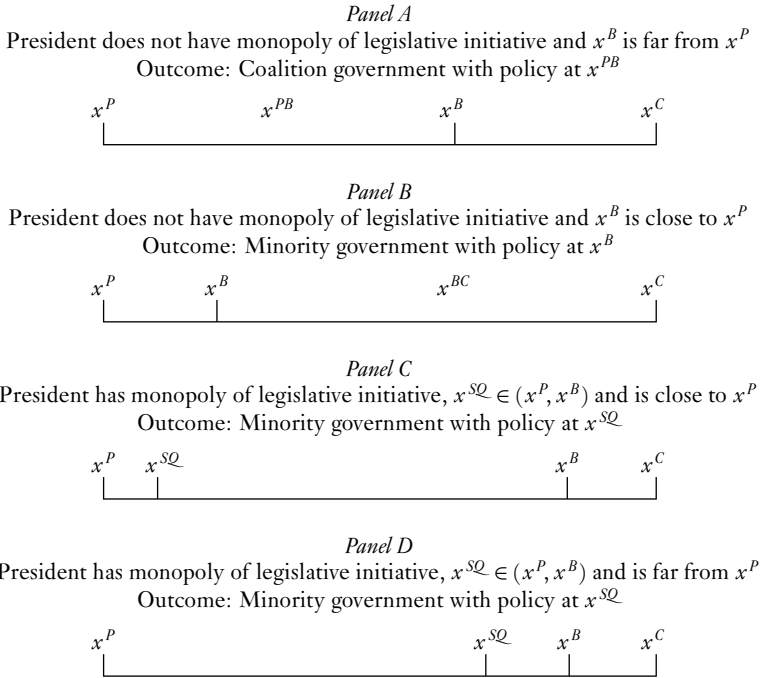 Panel A
President does not have monopoly of legislative initiative and x^B is far from x^P
Outcome: Coalition government with policy at x^PB
x^P x^PB x^B x^C
Panel B
President does not have monopoly of legislative initiative and x^B is close to x^P
Outcome: Minority government with policy at x^B
x^P x^B x^BC x^C
Panel C
President has monopoly of legislative initiative, x^SQ ∈ (x^P, x^B) and is close to x^P
Outcome: Minority government with policy at x^SQ
x^P x^SQ x^B x^C
Panel D
President has monopoly of legislative initiative, x^SQ ∈ (x^P, x^B) and is far from x^P
Outcome: Minority government with policy at x^SQ
x^P x^SQ x^B x^C